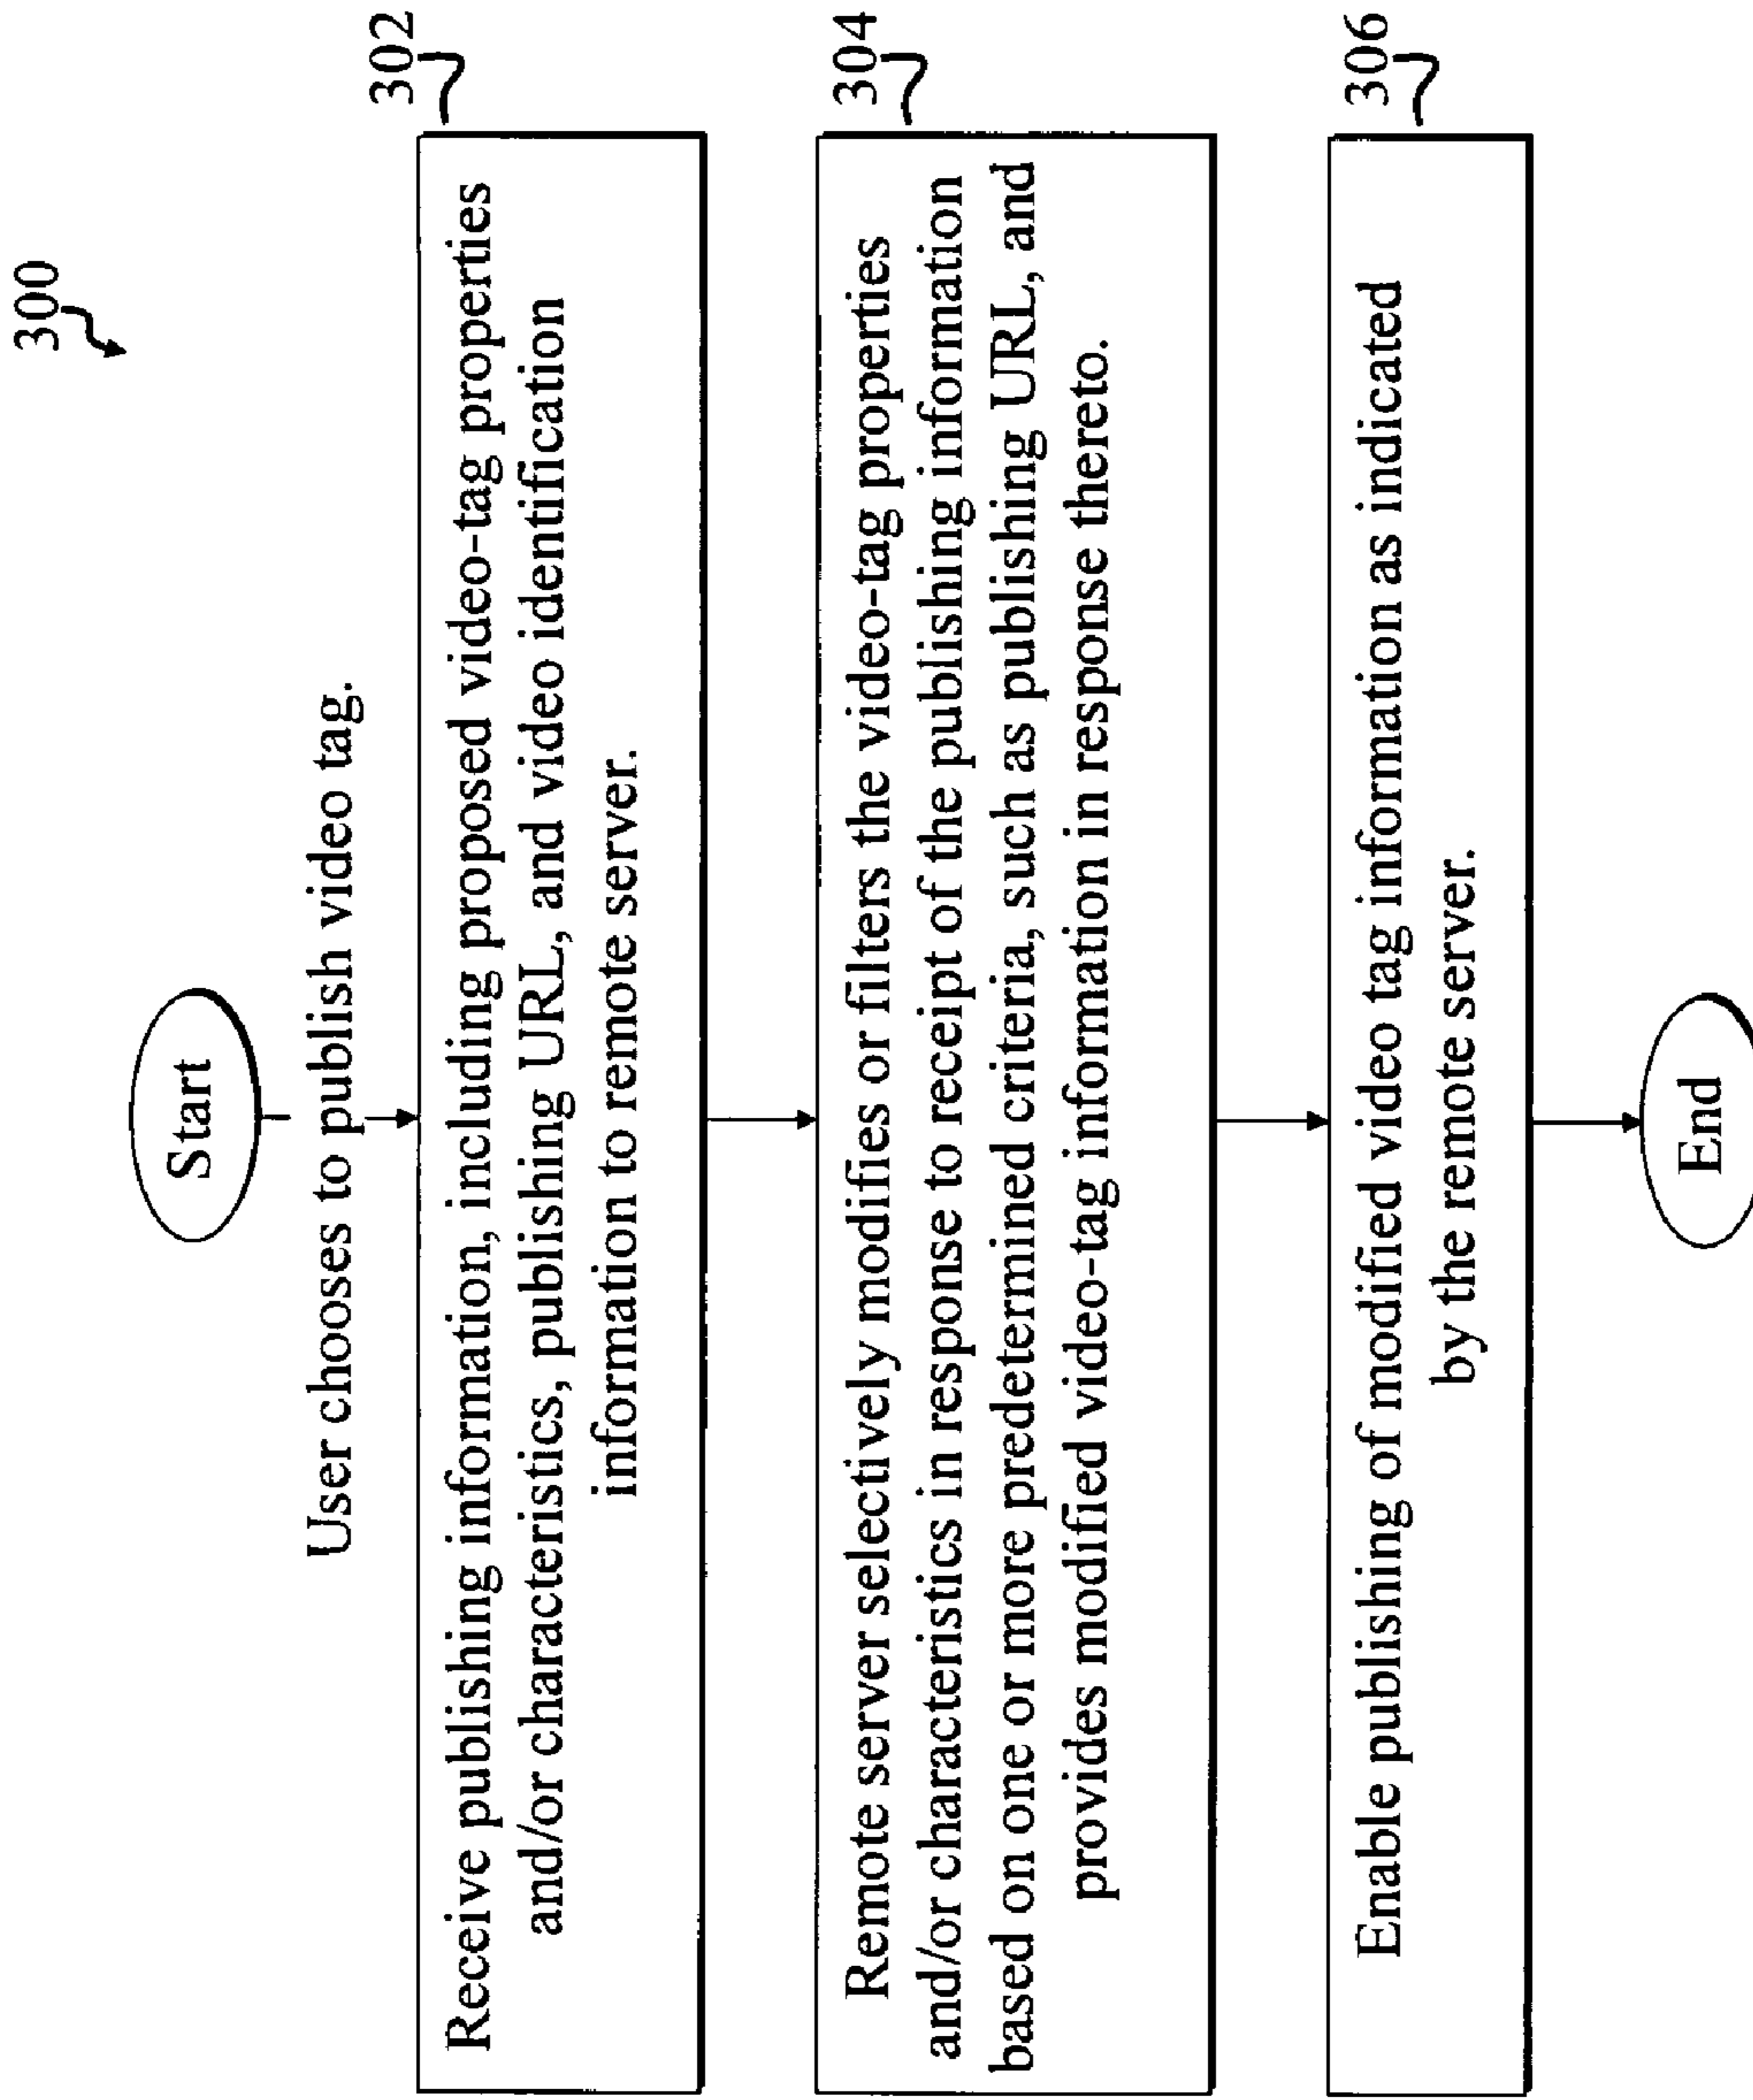 300
Start
User chooses to publish video tag.
302
Receive publishing information, including proposed video-tag properties
and/or characteristics, publishing URL, and video identification
information to remote server.
304
Remote server selectively modifies or filters the video-tag properties
and/or characteristics in response to receipt of the publishing information
based on one or more predetermined criteria, such as publishing URL, and
provides modified video-tag information in response thereto.
306
Enable publishing of modified video tag information as indicated
by the remote server.
End